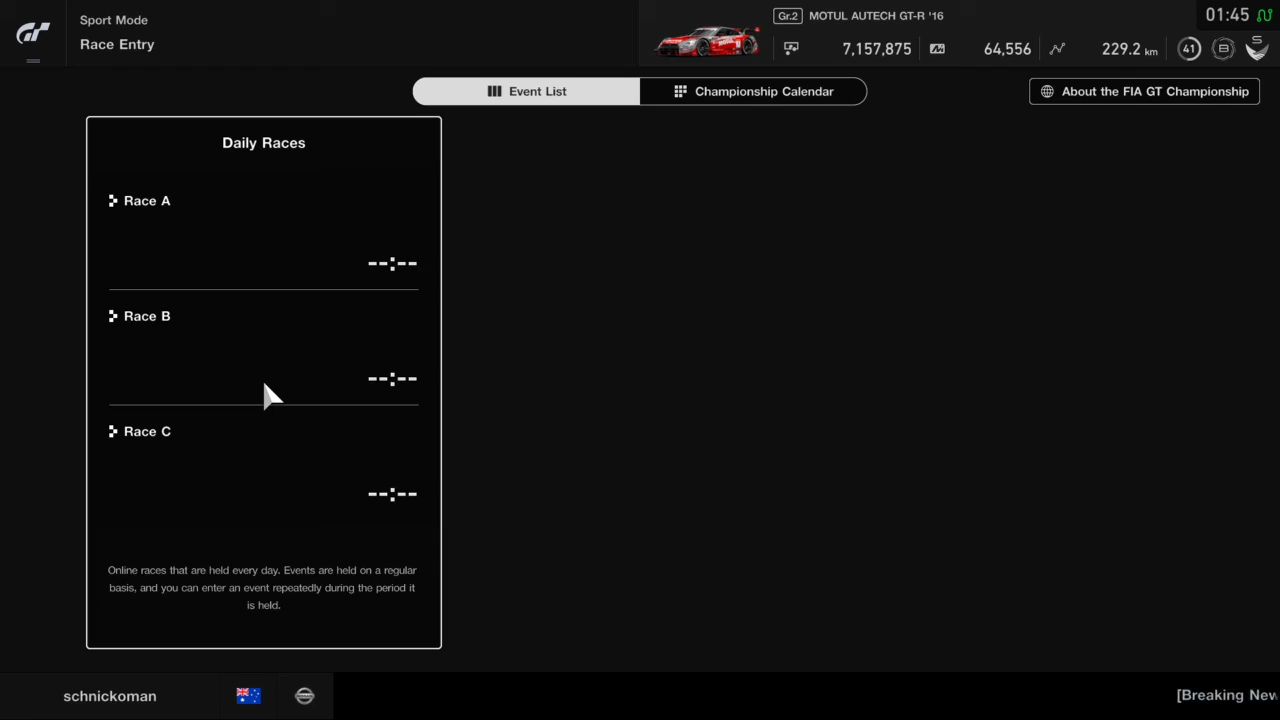 Sport Mode
Race Entry
Gr.2 MOTUL AUTECH GT-R '16
01:45
7,157,875
64,556
229.2 km
41
B
S
Event List
Championship Calendar
About the FIA GT Championship
Daily Races
Race A
--:--
Race B
--:--
Race C
--:--
Online races that are held every day. Events are held on a regular
basis, and you can enter an event repeatedly during the period it
is held.
schnickoman
[Breaking New